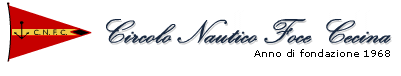 C.N.F.C.
Circolo Nautico Foce Cecina
Anno di fondazione 1968